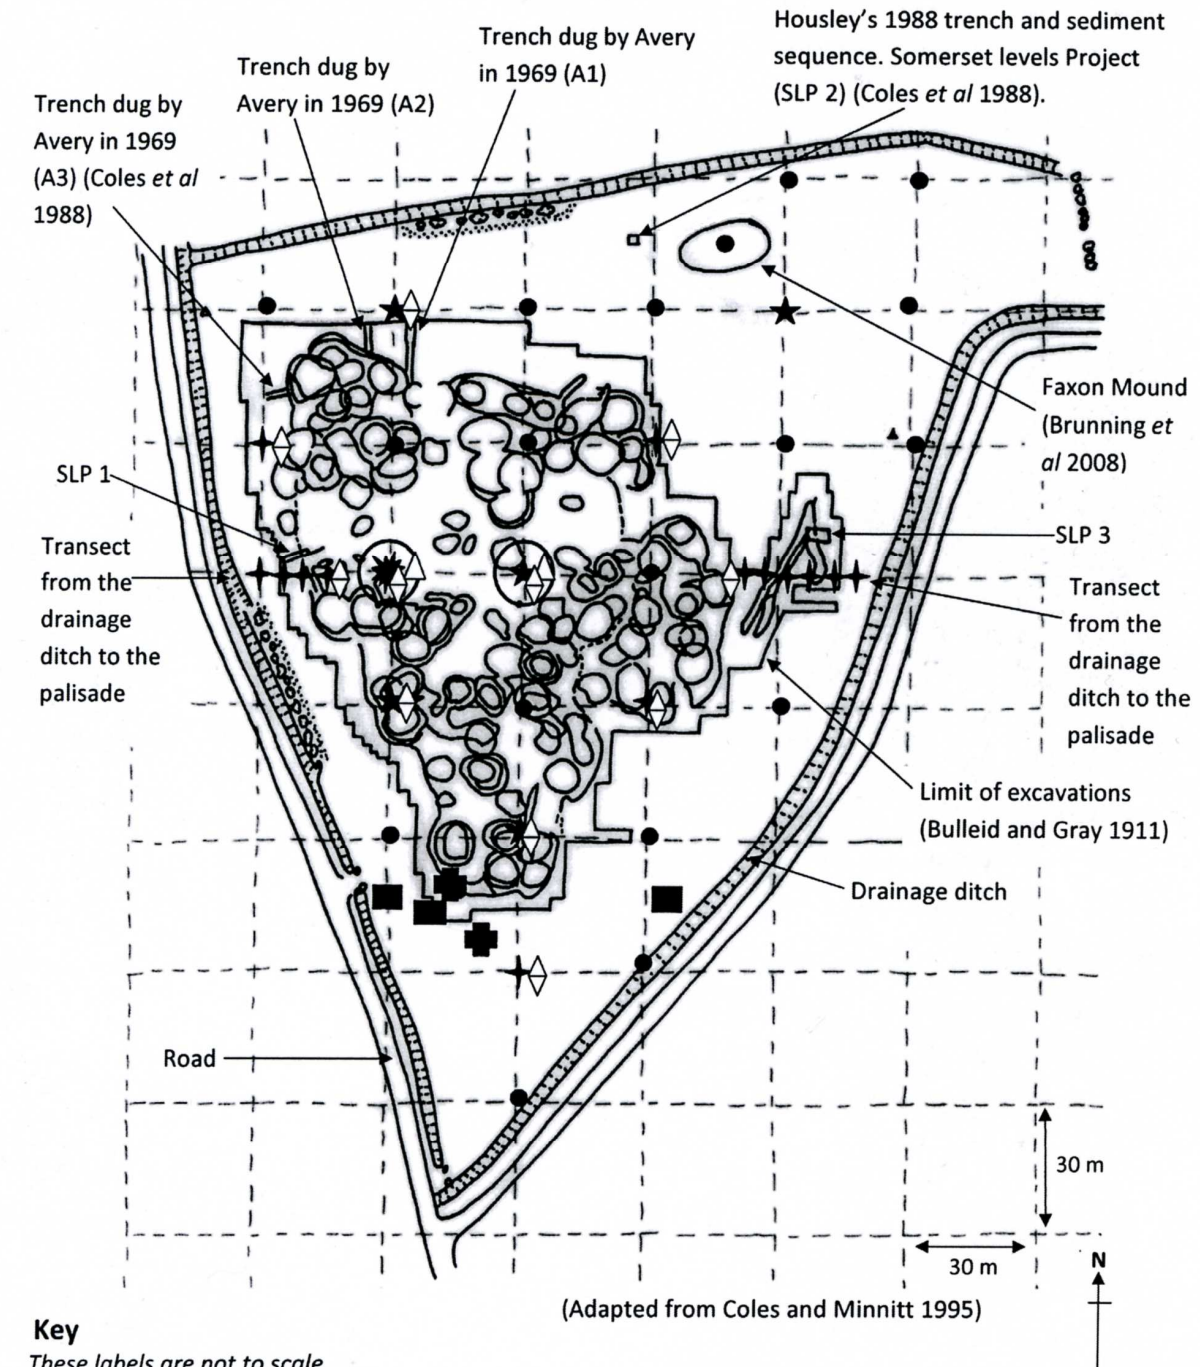 Housley's 1988 trench and sediment
sequence. Somerset levels Project
(SLP 2) (Coles et al 1988).
Trench dug by Avery
in 1969 (A1)
Trench dug by
Avery in 1969 (A2)
Trench dug by
Avery in 1969
(A3) (Coles et al
1988)
Faxon Mound
(Brunning et
al 2008)
SLP 1
SLP 3
Transect
from the
drainage
ditch to the
palisade
Transect
from the
drainage
ditch to the
palisade
Limit of excavations
(Bulleid and Gray 1911)
Drainage ditch
Road
30 m
30 m
N
(Adapted from Coles and Minnitt 1995)
Key
These labels are not to scale